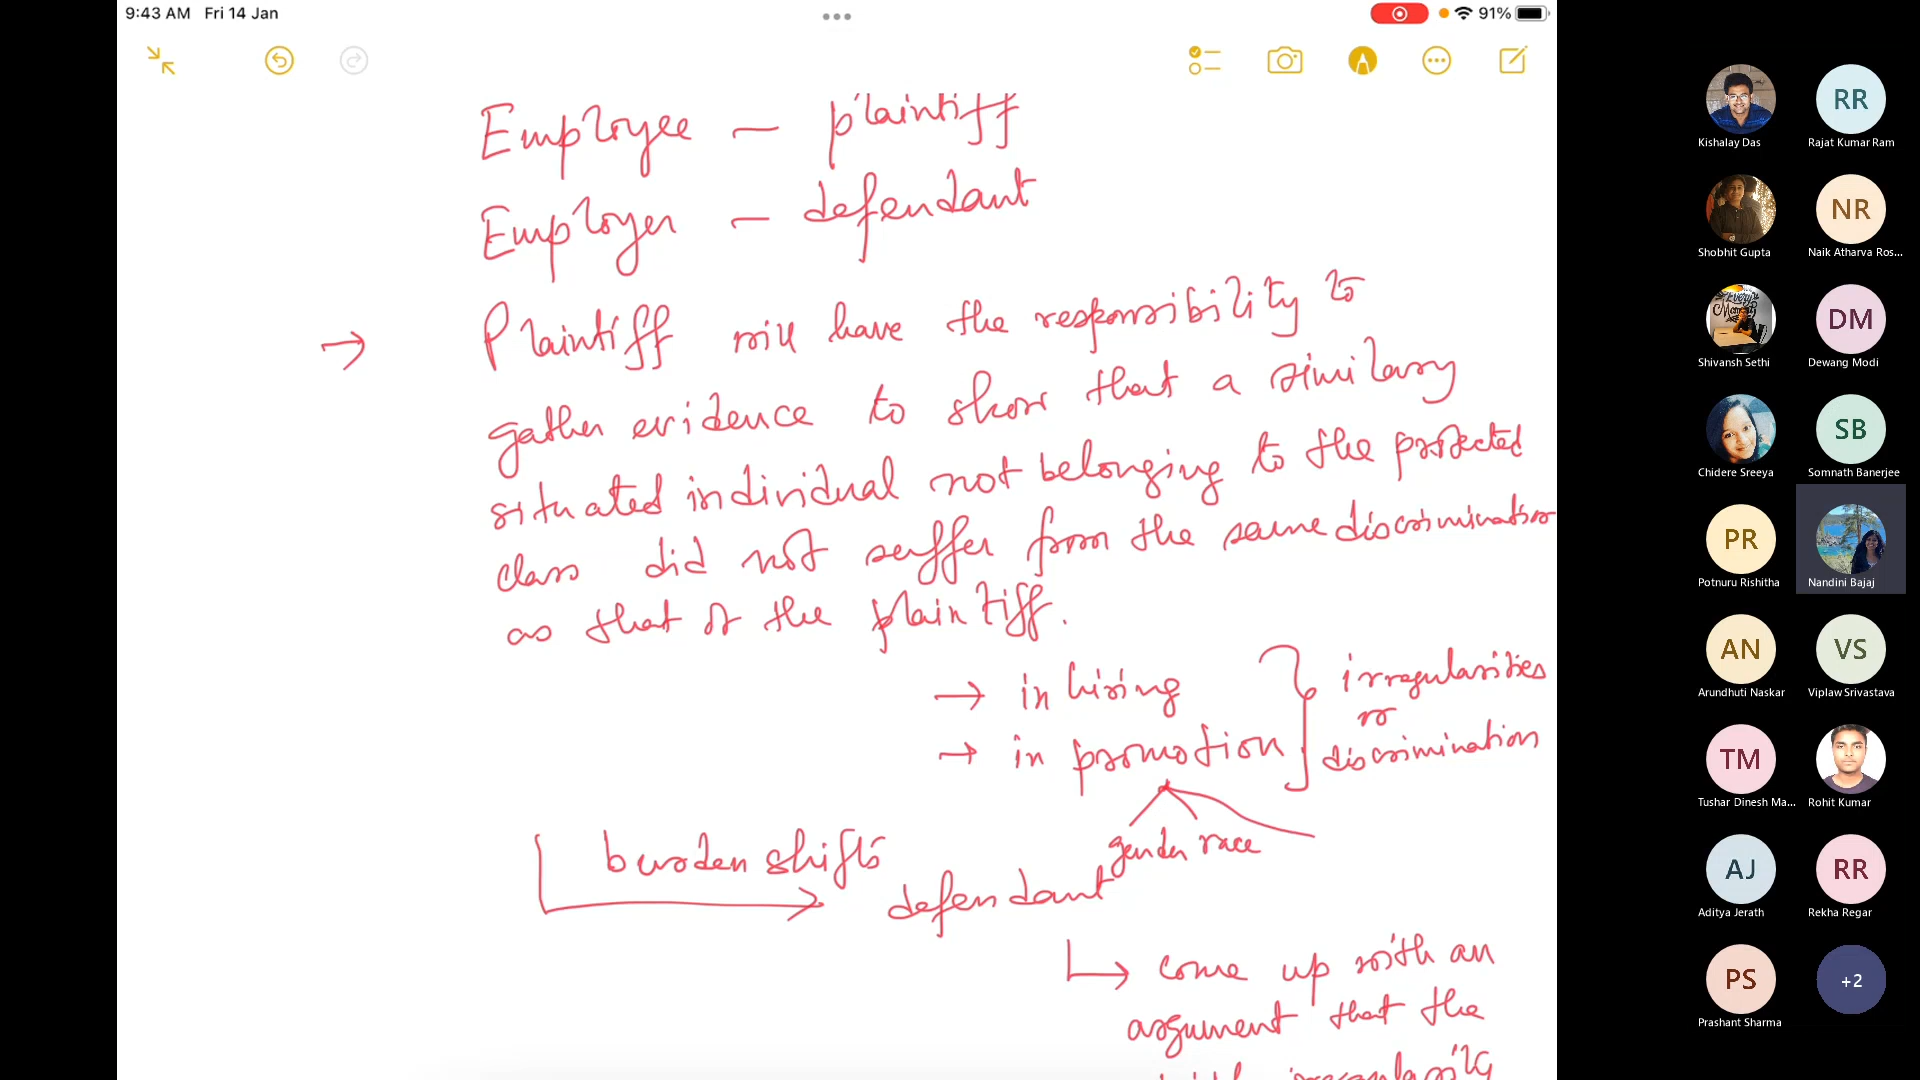 9:43 AM Fri 14 Jan
91%
Employee — plaintiff
Employer — defendant
→ Plaintiff will have the responsibility to
gather evidence to show that a similary
situated individual not belonging to the protected
class did not suffer from the same discrimination
as that of the plaintiff.
→ in hiring
→ in promotion
irregularities
or
discrimination
gender race
burden shifts
defendant
come up with an
argument that the
irregularity
Kishalay Das
RR
Rajat Kumar Ram
Shobhit Gupta
NR
Naik Atharva Ros...
Shivansh Sethi
DM
Dewang Modi
Chidere Sreeya
SB
Somnath Banerjee
PR
Potnuru Rishitha
Nandini Bajaj
AN
Arundhuti Naskar
VS
Viplaw Srivastava
TM
Tushar Dinesh Ma...
Rohit Kumar
AJ
Aditya Jerath
RR
Rekha Regar
PS
Prashant Sharma
+2